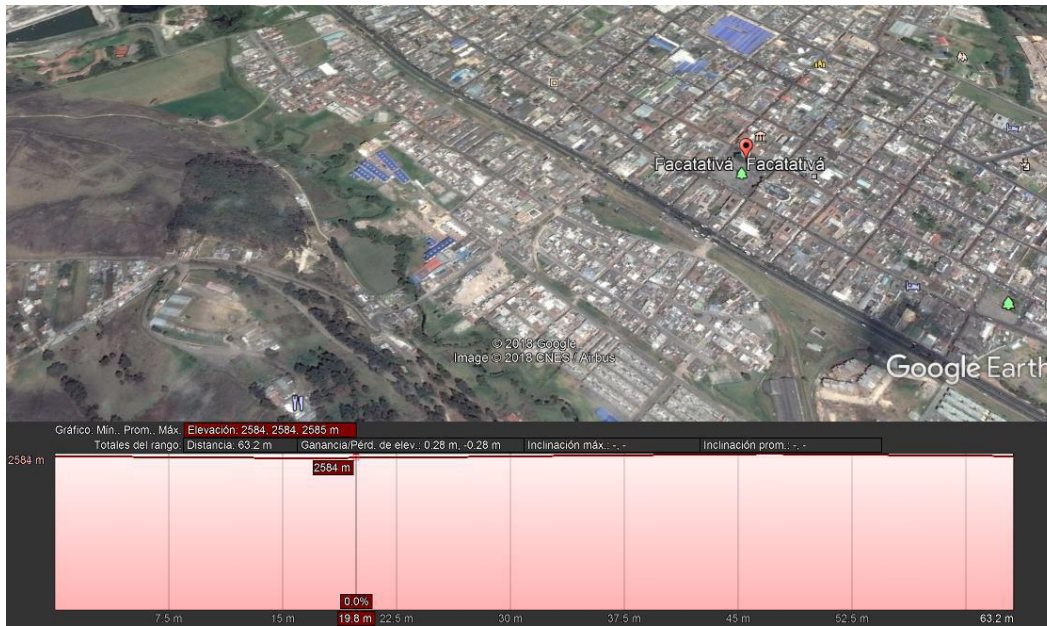 Facatativá Facatativá
© 2018 Google
Image © 2018 CNES / Airbus
Google Earth
Gráfico: Mín., Prom., Máx. Elevación: 2584, 2584, 2585 m
Totales del rango: Distancia: 63.2 m Ganancia/Pérd. de elev.: 0.28 m, -0.28 m Inclinación máx.: -, - Inclinación prom.: -, -
2584 m
2584 m
0.0%
7.5 m 15 m 19.8 m 22.5 m 30 m 37.5 m 45 m 52.5 m 63.2 m